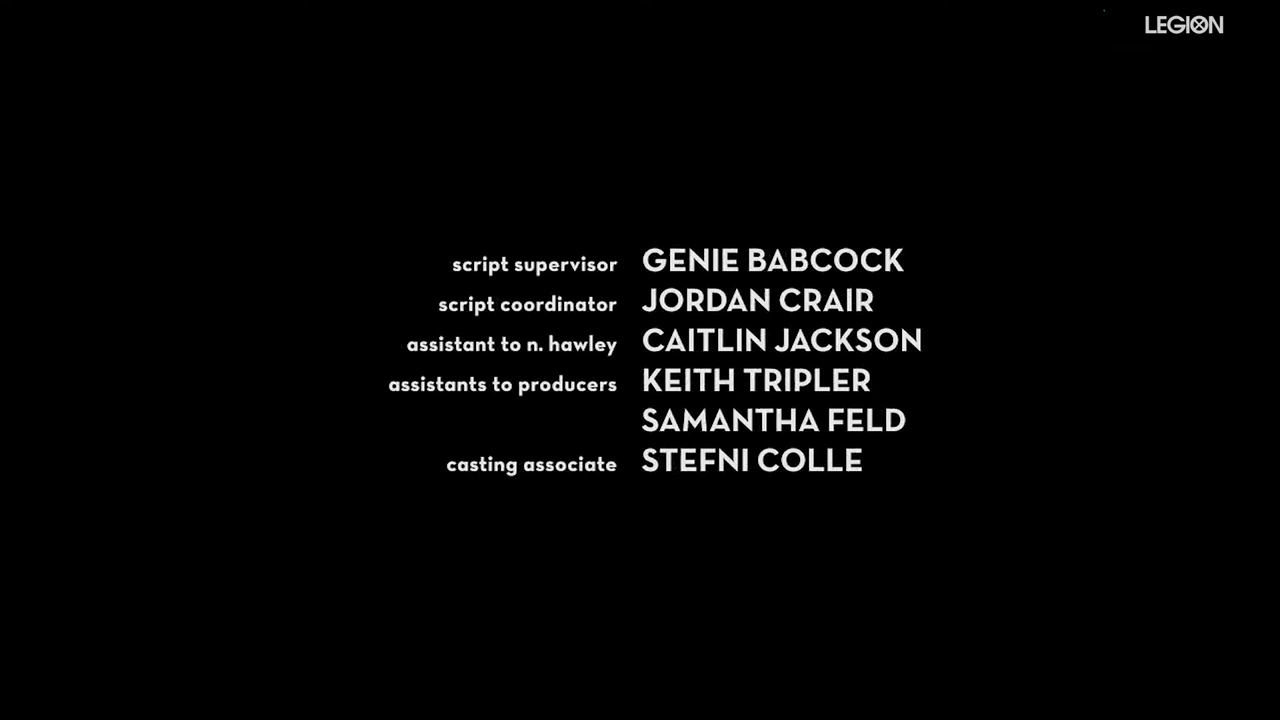 LEGION
script supervisor GENIE BABCOCK
script coordinator JORDAN CRAIR
assistant to n. hawley CAITLIN JACKSON
assistants to producers KEITH TRIPLER
SAMANTHA FELD
casting associate STEFNI COLLE